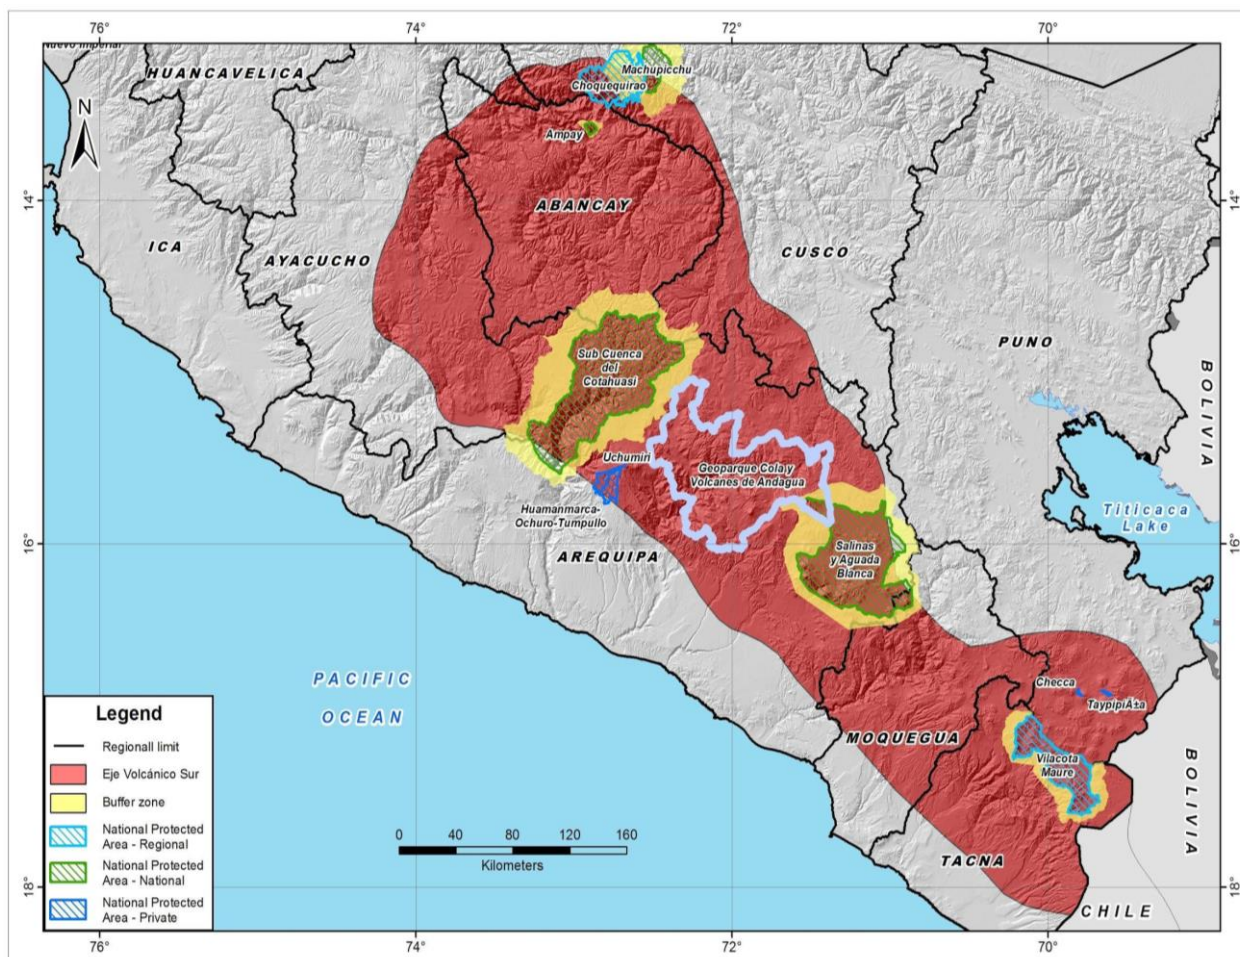 76°
74°
72°
70°
Nuevo Imperial
HUANCAVELICA
Machupicchu
Choquequirao
N
Ampay
14°
14°
ABANCAY
ICA
AYACUCHO
CUSCO
PUNO
BOLIVIA
Sub Cuenca
del
Cotahuasi
Uchumiri
Geoparque Cola y
Volcanes de Andagua
Huamanmarca-
Ochuro-Tumpullo
Titicaca
Lake
16°
16°
AREQUIPA
Salinas
y Aguada
Blanca
PACIFIC
OCEAN
Checca
TaypipiÃ±a
MOQUEGUA
Vilacota
Maure
BOLIVIA
Legend
Regionall limit
Eje Volcánico Sur
Buffer zone
National Protected
Area - Regional
National Protected
Area - National
National Protected
Area - Private
0 40 80 120 160
Kilometers
TACNA
18°
18°
CHILE
76°
74°
72°
70°